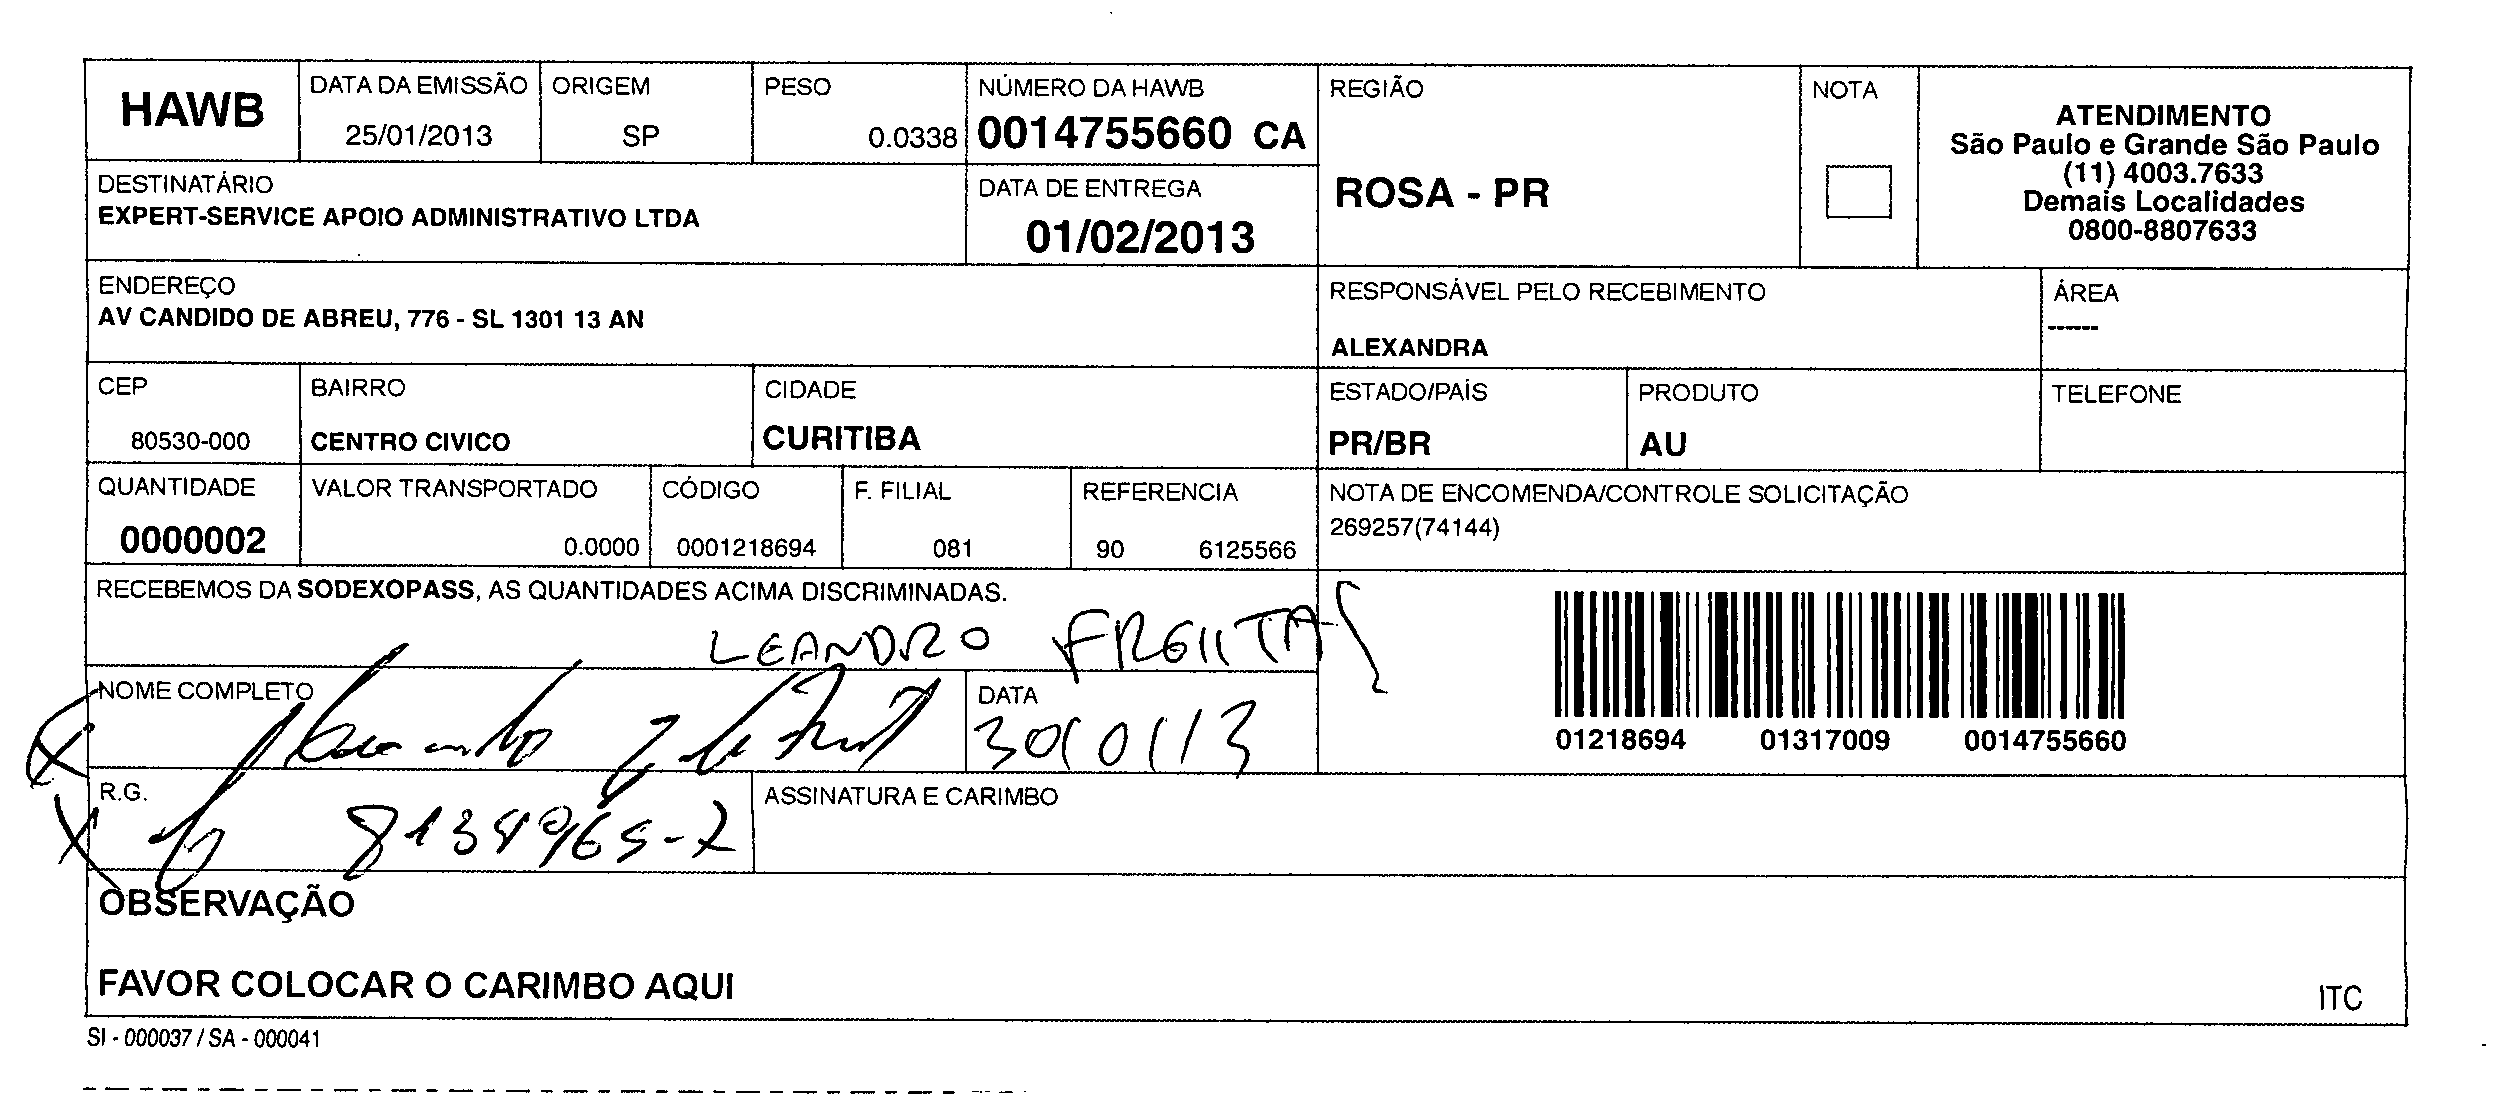 HAWB
DATA DA EMISSÃO
25/01/2013
ORIGEM
SP
PESO
0.0338
NÚMERO DA HAWB
0014755660 CA
REGIÃO
ROSA - PR
NOTA
ATENDIMENTO
São Paulo e Grande São Paulo
(11) 4003.7633
Demais Localidades
0800-8807633
DESTINATÁRIO
EXPERT-SERVICE APOIO ADMINISTRATIVO LTDA
DATA DE ENTREGA
01/02/2013
ENDEREÇO
AV CANDIDO DE ABREU, 776 - SL 1301 13 AN
RESPONSÁVEL PELO RECEBIMENTO
ALEXANDRA
ÁREA
------
CEP
80530-000
BAIRRO
CENTRO CIVICO
CIDADE
CURITIBA
ESTADO/PAÍS
PR/BR
PRODUTO
AU
TELEFONE
QUANTIDADE
0000002
VALOR TRANSPORTADO
0.0000
CÓDIGO
0001218694
F. FILIAL
081
REFERENCIA
90 6125566
NOTA DE ENCOMENDA/CONTROLE SOLICITAÇÃO
269257(74144)
RECEBEMOS DA SODEXOPASS, AS QUANTIDADES ACIMA DISCRIMINADAS.
LEANDRO FREIITAS
NOME COMPLETO
DATA
30/01/13
01218694 01317009 0014755660
R.G.
ASSINATURA E CARIMBO
OBSERVAÇÃO
FAVOR COLOCAR O CARIMBO AQUI
ITC
SI - 000037 / SA - 000041